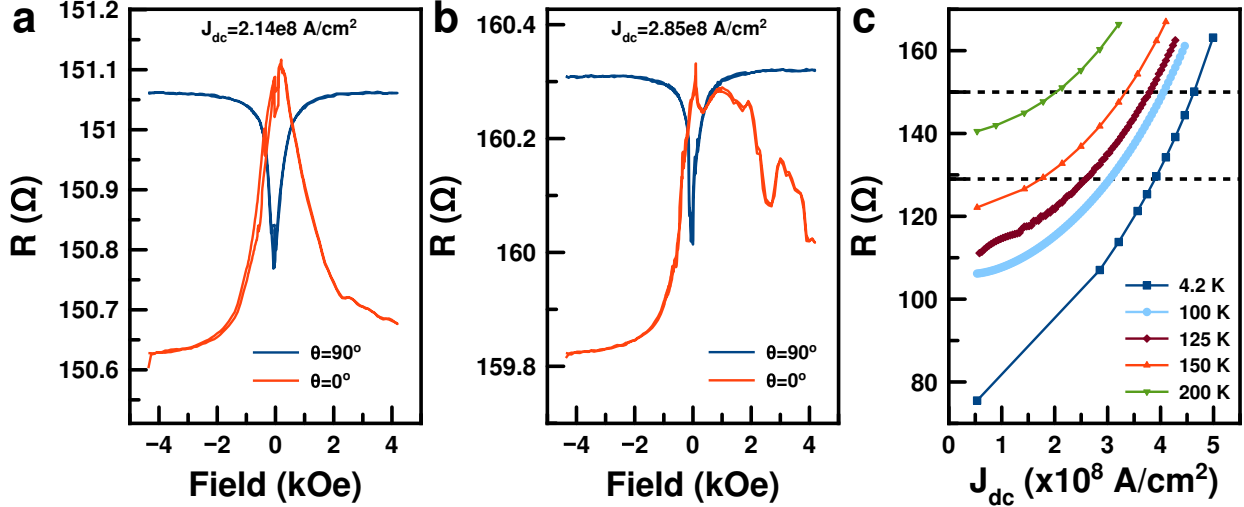 a
J_dc=2.14e8 A/cm²
151.2
151.1
151
150.9
150.8
150.7
150.6
R (Ω)
θ=90°
θ=0°
−4 −2 0 2 4
Field (kOe)
b
J_dc=2.85e8 A/cm²
160.4
160.2
160
159.8
R (Ω)
θ=90°
θ=0°
−4 −2 0 2 4
Field (kOe)
c
160
140
120
100
80
R (Ω)
4.2 K
100 K
125 K
150 K
200 K
0 1 2 3 4 5
J_dc (x10⁸ A/cm²)